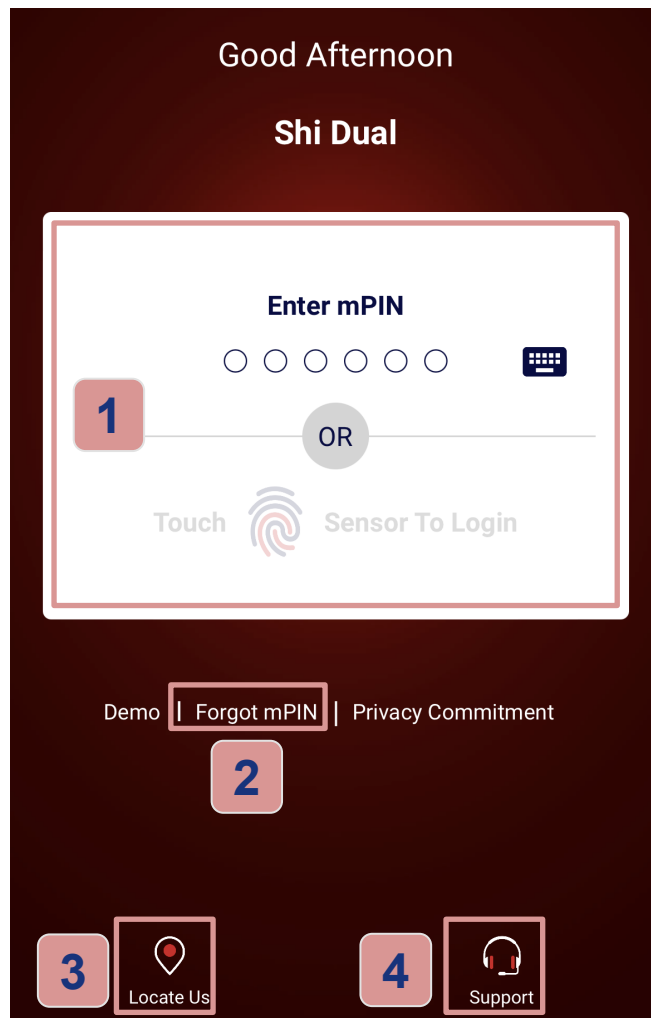 Good Afternoon
Shi Dual
Enter mPIN
1
OR
Touch Sensor To Login
Demo | Forgot mPIN | Privacy Commitment
2
3
Locate Us
4
Support